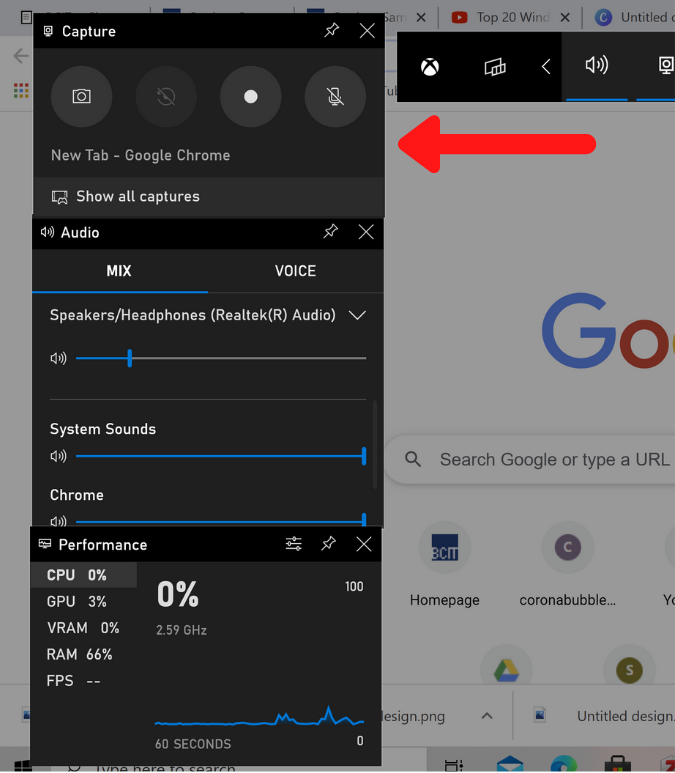 Capture
Top 20 Wind
Untitled
New Tab - Google Chrome
Show all captures
Audio
MIX
VOICE
Speakers/Headphones (Realtek(R) Audio)
System Sounds
Chrome
Goo
Search Google or type a URL
Performance
CPU 0%
GPU 3%
VRAM 0%
RAM 66%
FPS --
0%
2.59 GHz
100
60 SECONDS
0
BCIT
C
Homepage
coronabubble...
S
esign.png
Untitled design.
Type here to search